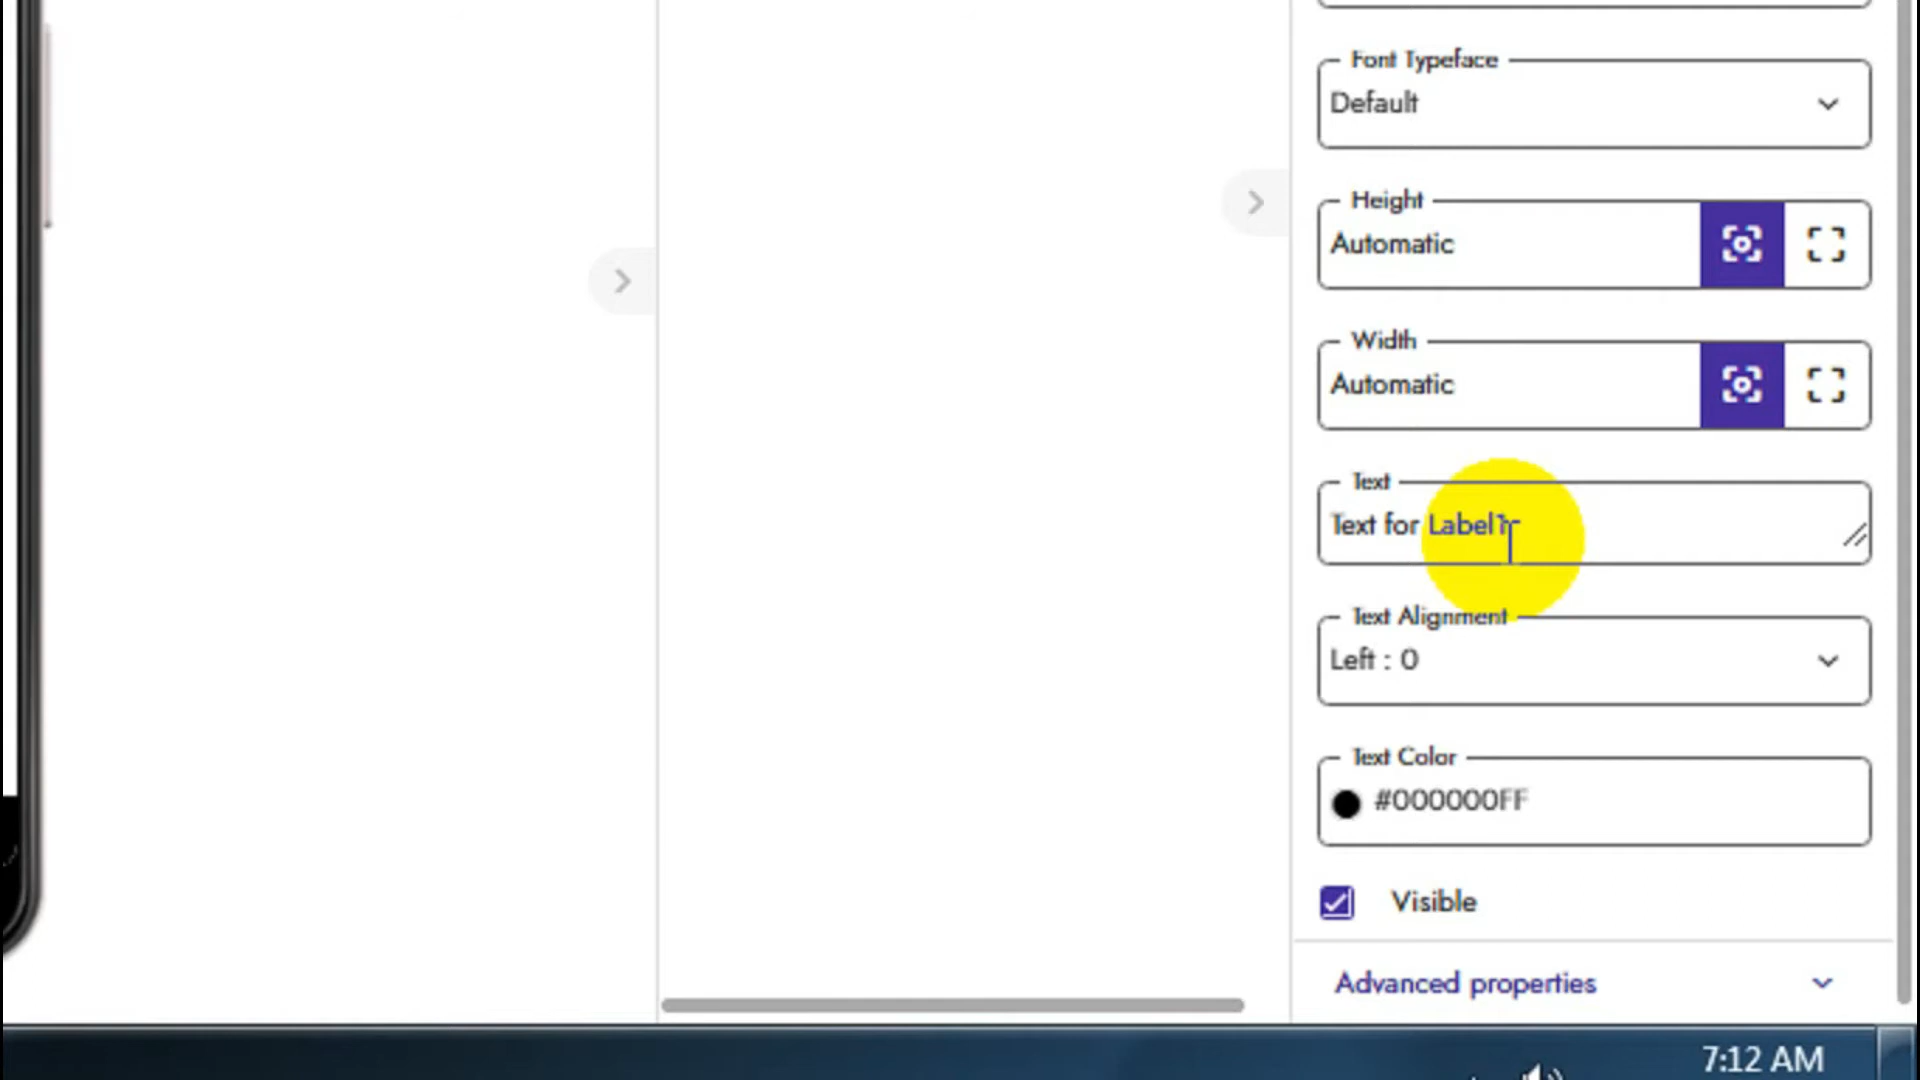 Font Typeface
Default
Height
Automatic
Width
Automatic
Text
Text for Label1
Text Alignment
Left : 0
Text Color
#000000FF
Visible
Advanced properties
7:12 AM